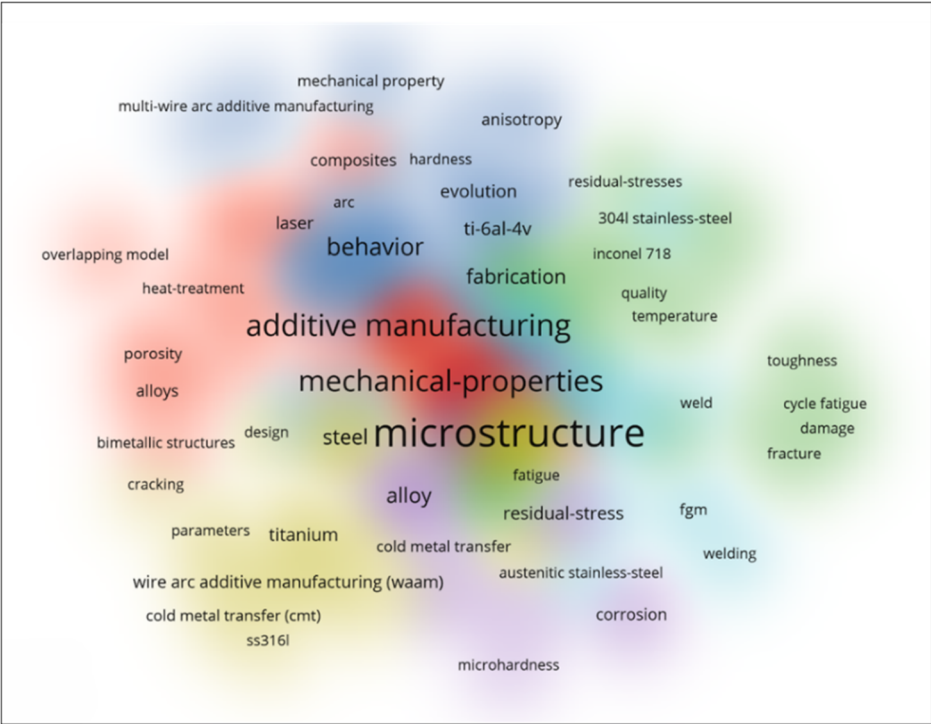 mechanical property
multi-wire arc additive manufacturing
anisotropy
composites
hardness
residual-stresses
evolution
arc
304l stainless-steel
laser
ti-6al-4v
behavior
overlapping model
inconel 718
fabrication
heat-treatment
quality
temperature
additive manufacturing
porosity
toughness
mechanical-properties
alloys
weld
cycle fatigue
damage
design
steel
microstructure
bimetallic structures
fracture
fatigue
cracking
alloy
residual-stress
fgm
parameters
titanium
cold metal transfer
welding
austenitic stainless-steel
wire arc additive manufacturing (waam)
cold metal transfer (cmt)
corrosion
ss316l
microhardness